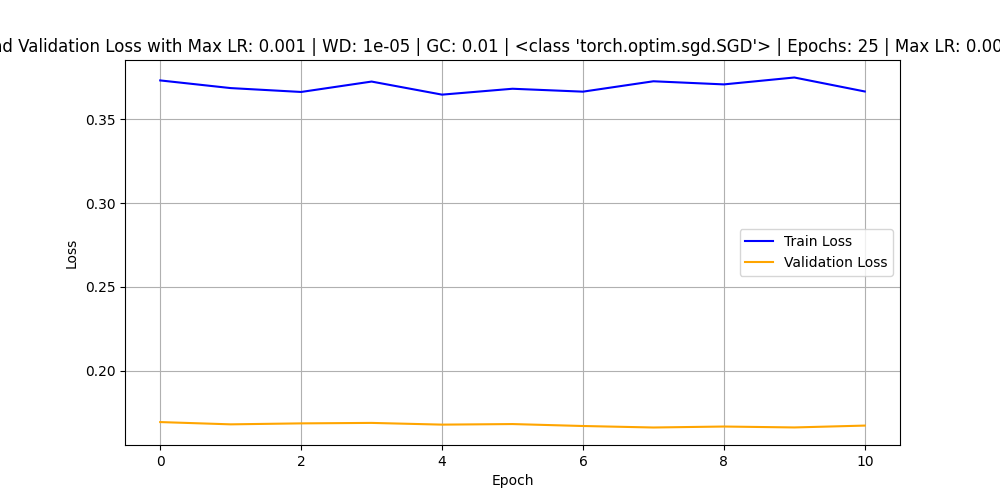 d Validation Loss with Max LR: 0.001 | WD: 1e-05 | GC: 0.01 | <class 'torch.optim.sgd.SGD'> | Epochs: 25 | Max LR: 0.00
0.35
0.30
0.25
0.20
Loss
Train Loss
Validation Loss
0 2 4 6 8 10
Epoch